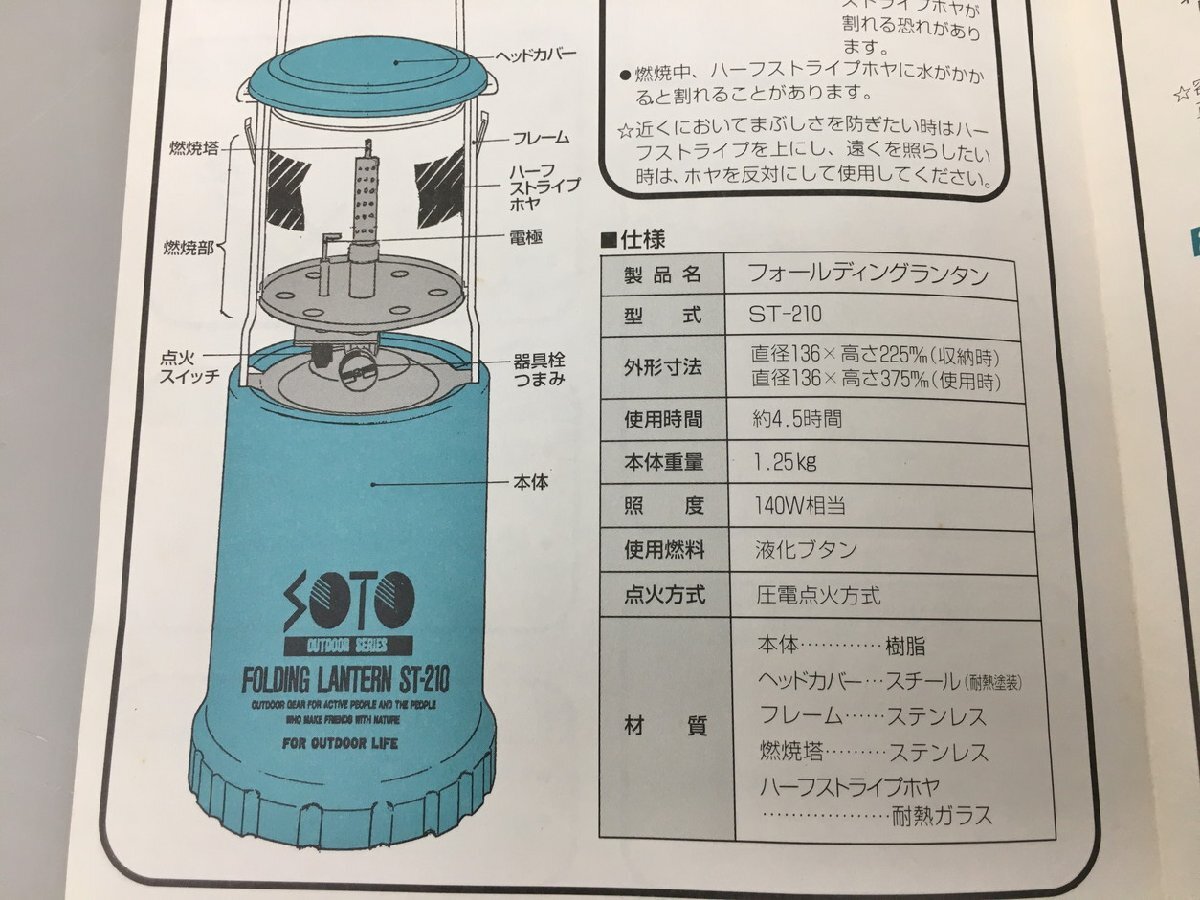 ストライプホヤが
割れる恐れがあり
ます。
●燃焼中、ハーフストライプホヤに水がかか
ると割れることがあります。
☆近くにおいてまぶしさを防ぎたい時はハー
フストライプを上にし、遠くを照らしたい
時は、ホヤを反対にして使用してください。
ヘッドカバー
燃焼塔
フレーム
ハーフ
ストライプ
ホヤ
燃焼部
電極
点火
スイッチ
器具栓
つまみ
本体
SOTO
OUTDOOR SERIES
FOLDING LANTERN ST-210
OUTDOOR GEAR FOR ACTIVE PEOPLE AND THE PEOPLE
WHO MAKE FRIENDS WITH NATURE
FOR OUTDOOR LIFE
■仕様
製品名 フォールディングランタン
型式 ST-210
外形寸法 直径136×高さ225㎜(収納時)
直径136×高さ375㎜(使用時)
使用時間 約4.5時間
本体重量 1.25kg
照度 140W相当
使用燃料 液化ブタン
点火方式 圧電点火方式
材質 本体…………樹脂
ヘッドカバー…スチール(耐熱塗装)
フレーム……ステンレス
燃焼塔………ステンレス
ハーフストライプホヤ
………………耐熱ガラス